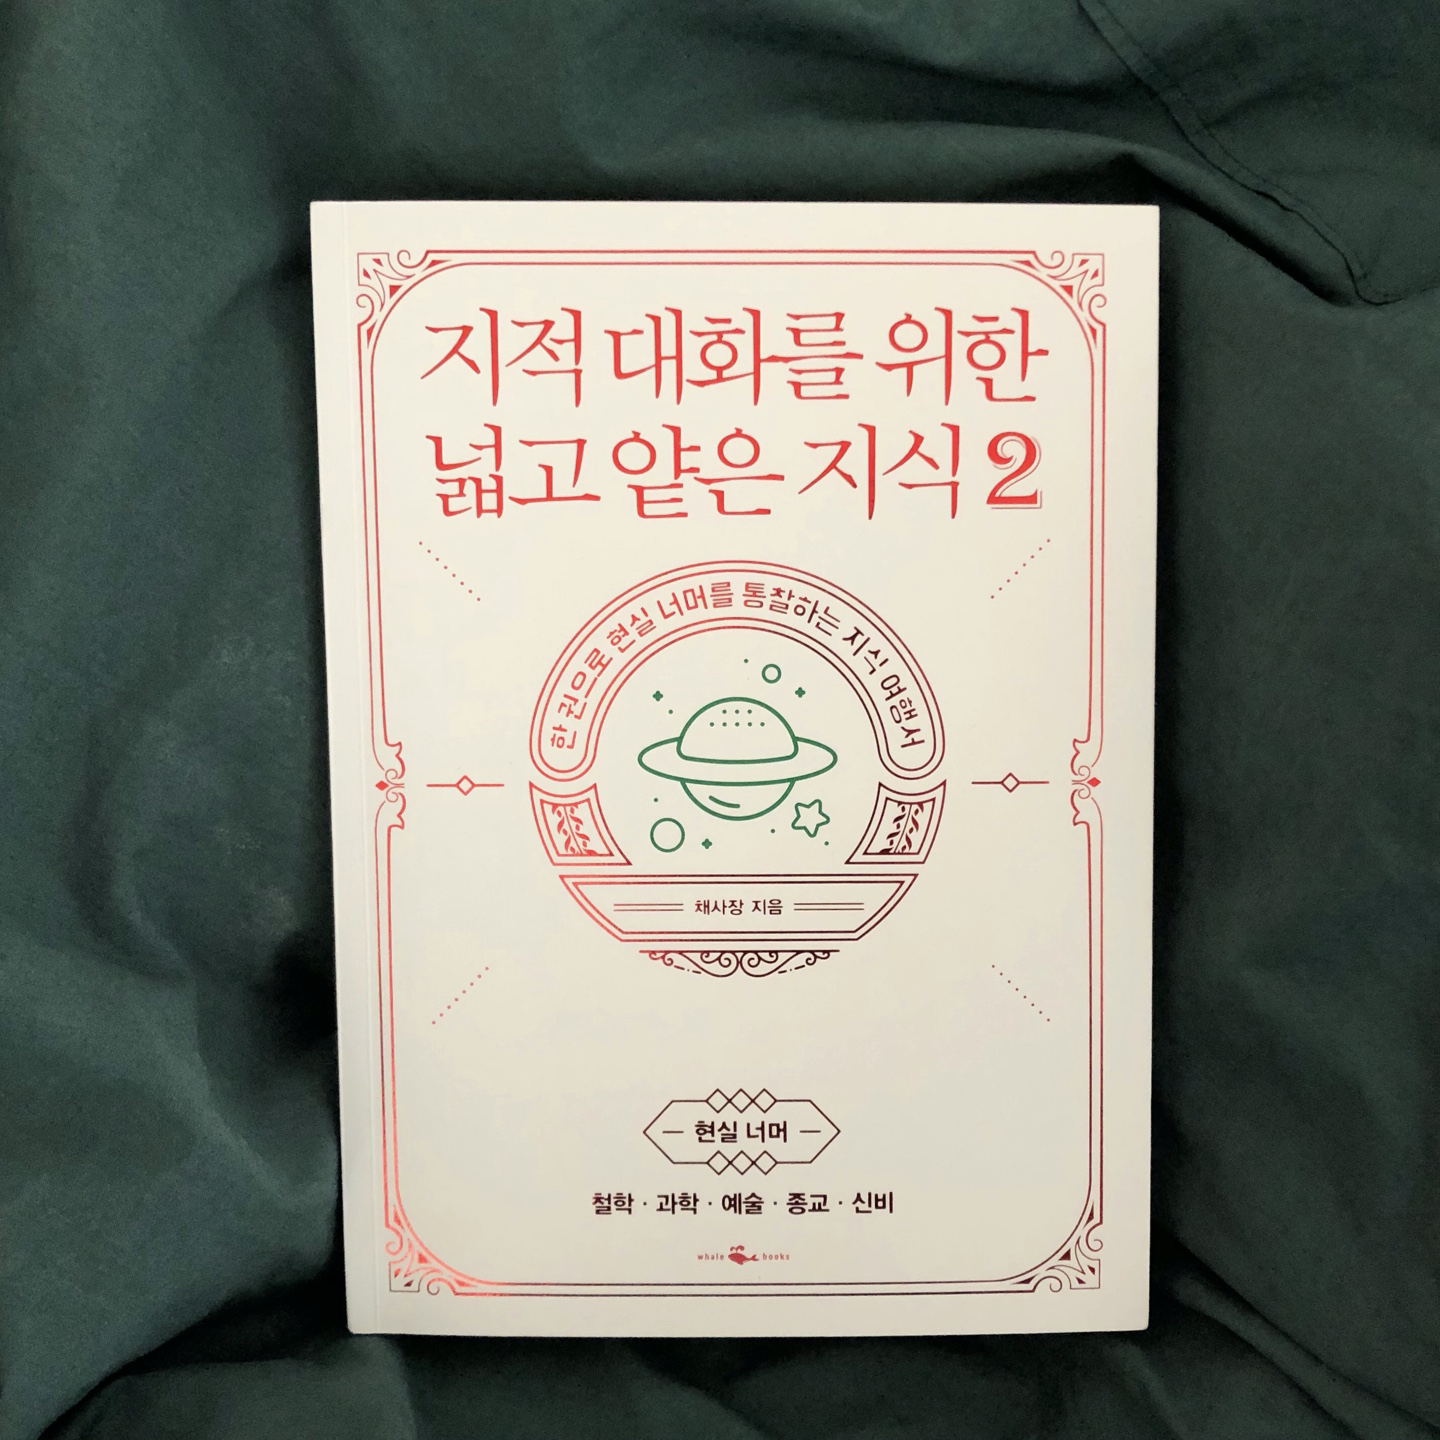 지적 대화를 위한
넓고 얕은 지식 2
한 권으로 현실 너머를 통찰하는 지식 여행서
채사장 지음
현실 너머
철학 · 과학 · 예술 · 종교 · 신비
whale books